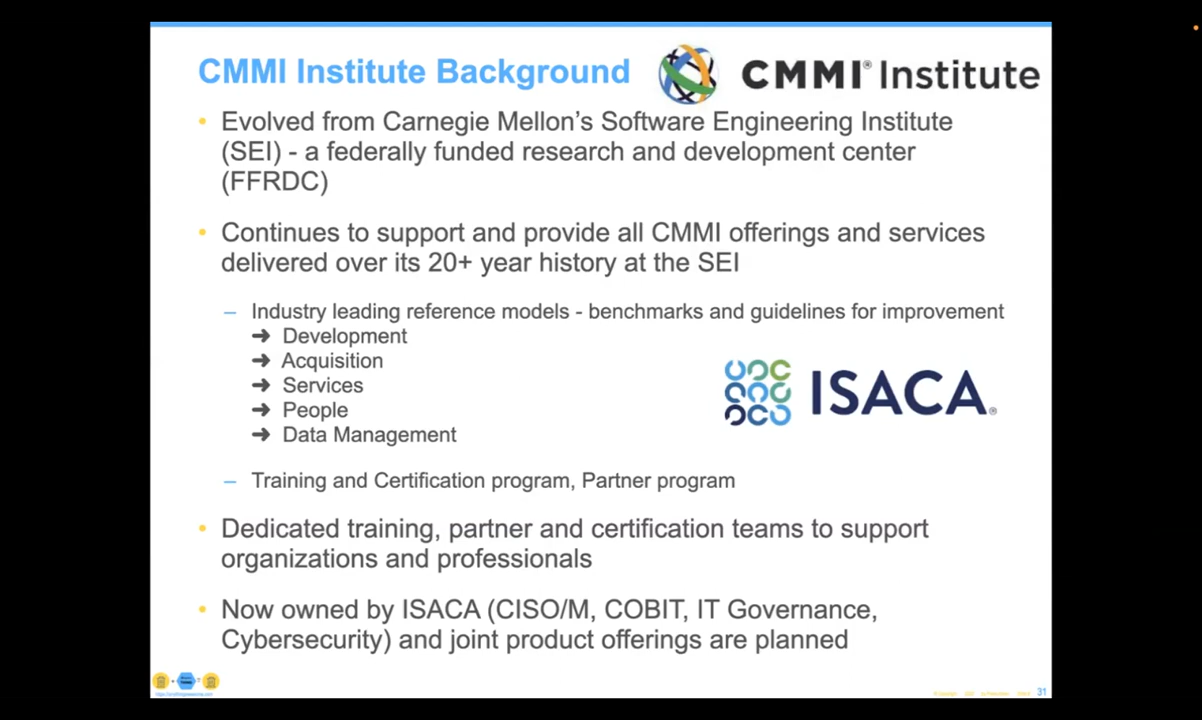 CMMI Institute Background
CMMI® Institute
• Evolved from Carnegie Mellon's Software Engineering Institute
(SEI) - a federally funded research and development center
(FFRDC)
• Continues to support and provide all CMMI offerings and services
delivered over its 20+ year history at the SEI
– Industry leading reference models - benchmarks and guidelines for improvement
➔ Development
➔ Acquisition
➔ Services
➔ People
➔ Data Management
ISACA®
– Training and Certification program, Partner program
• Dedicated training, partner and certification teams to support
organizations and professionals
• Now owned by ISACA (CISO/M, COBIT, IT Governance,
Cybersecurity) and joint product offerings are planned
31